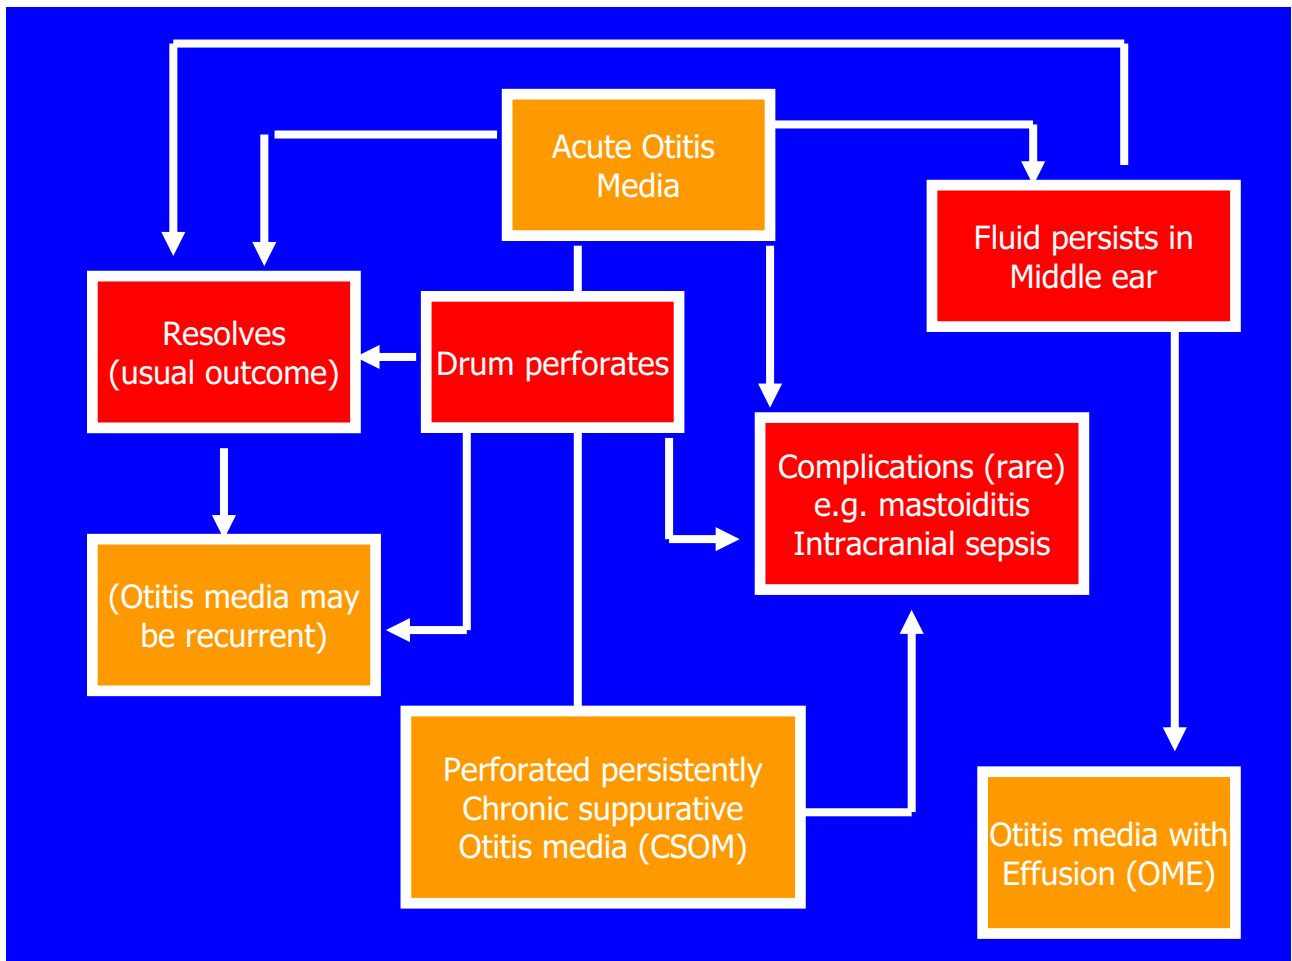 Acute Otitis
Media
Fluid persists in
Middle ear
Resolves
(usual outcome)
Drum perforates
Complications (rare)
e.g. mastoiditis
Intracranial sepsis
(Otitis media may
be recurrent)
Perforated persistently
Chronic suppurative
Otitis media (CSOM)
Otitis media with
Effusion (OME)